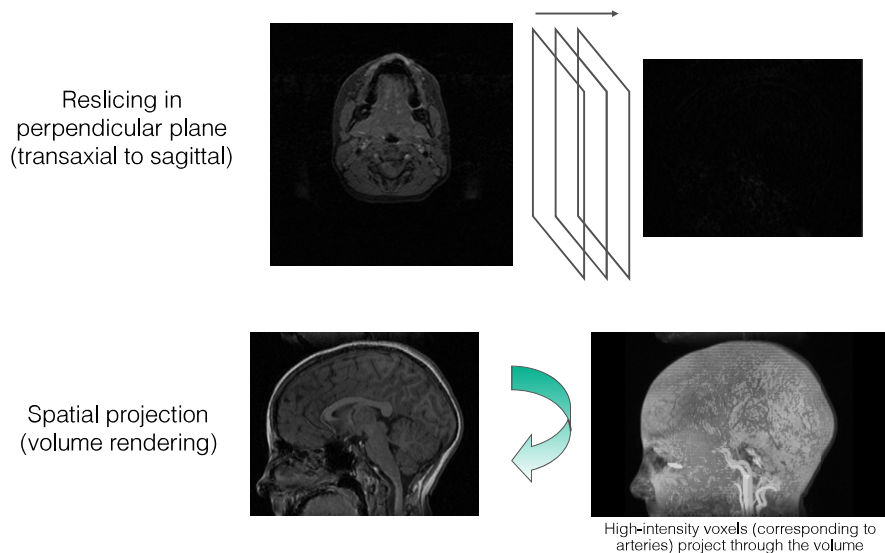 Reslicing in
perpendicular plane
(transaxial to sagittal)
Spatial projection
(volume rendering)
High-intensity voxels (corresponding to
arteries) project through the volume